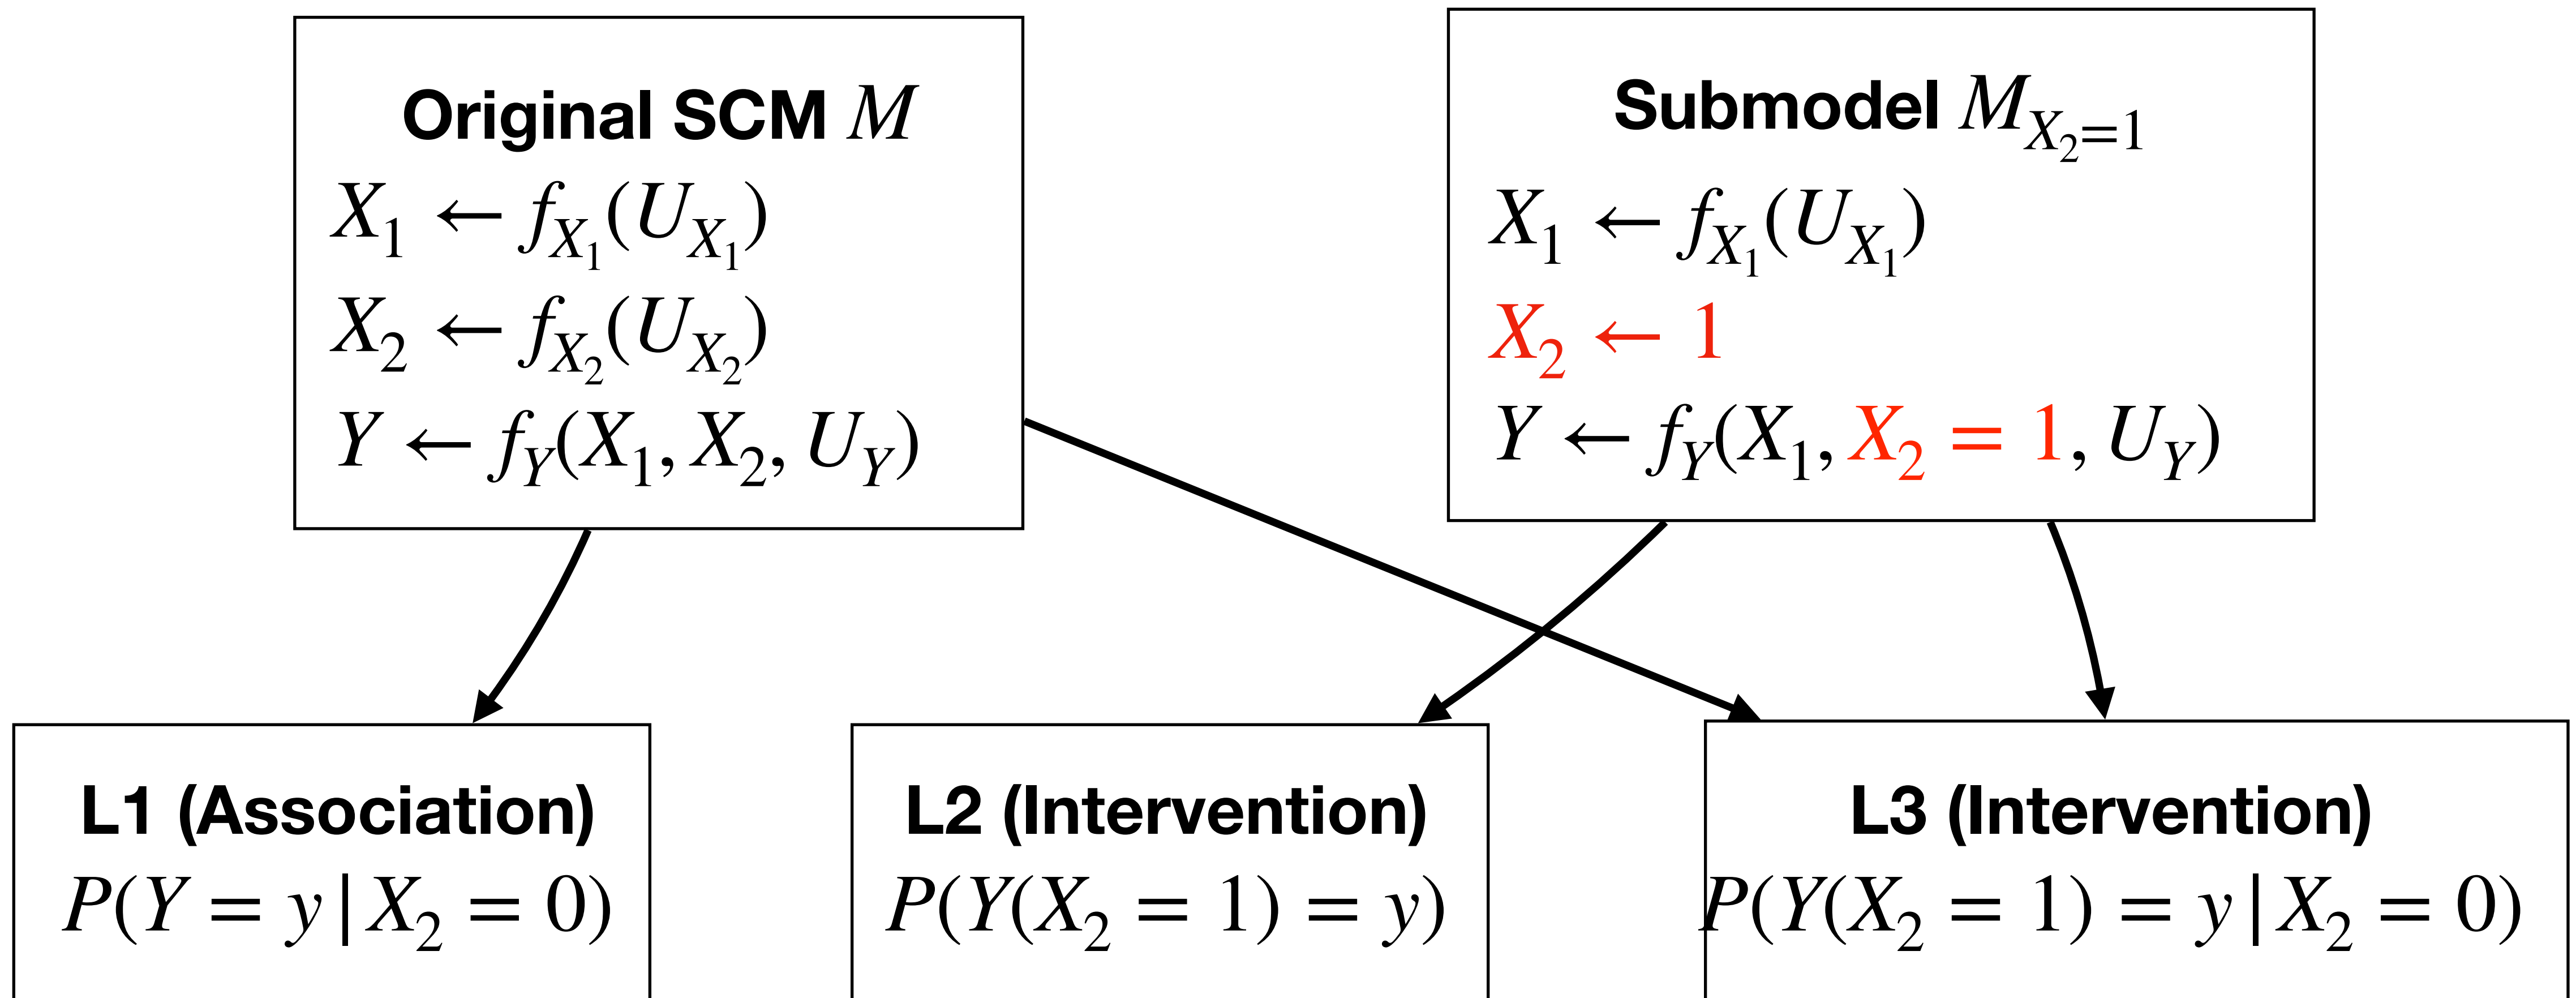 Original SCM M
X₁ ← f_{X₁}(U_{X₁})
X₂ ← f_{X₂}(U_{X₂})
Y ← f_Y(X₁, X₂, U_Y)
Submodel M_{X₂=1}
X₁ ← f_{X₁}(U_{X₁})
X₂ ← 1
Y ← f_Y(X₁, X₂ = 1, U_Y)
L1 (Association)
P(Y = y | X₂ = 0)
L2 (Intervention)
P(Y(X₂ = 1) = y)
L3 (Intervention)
P(Y(X₂ = 1) = y | X₂ = 0)